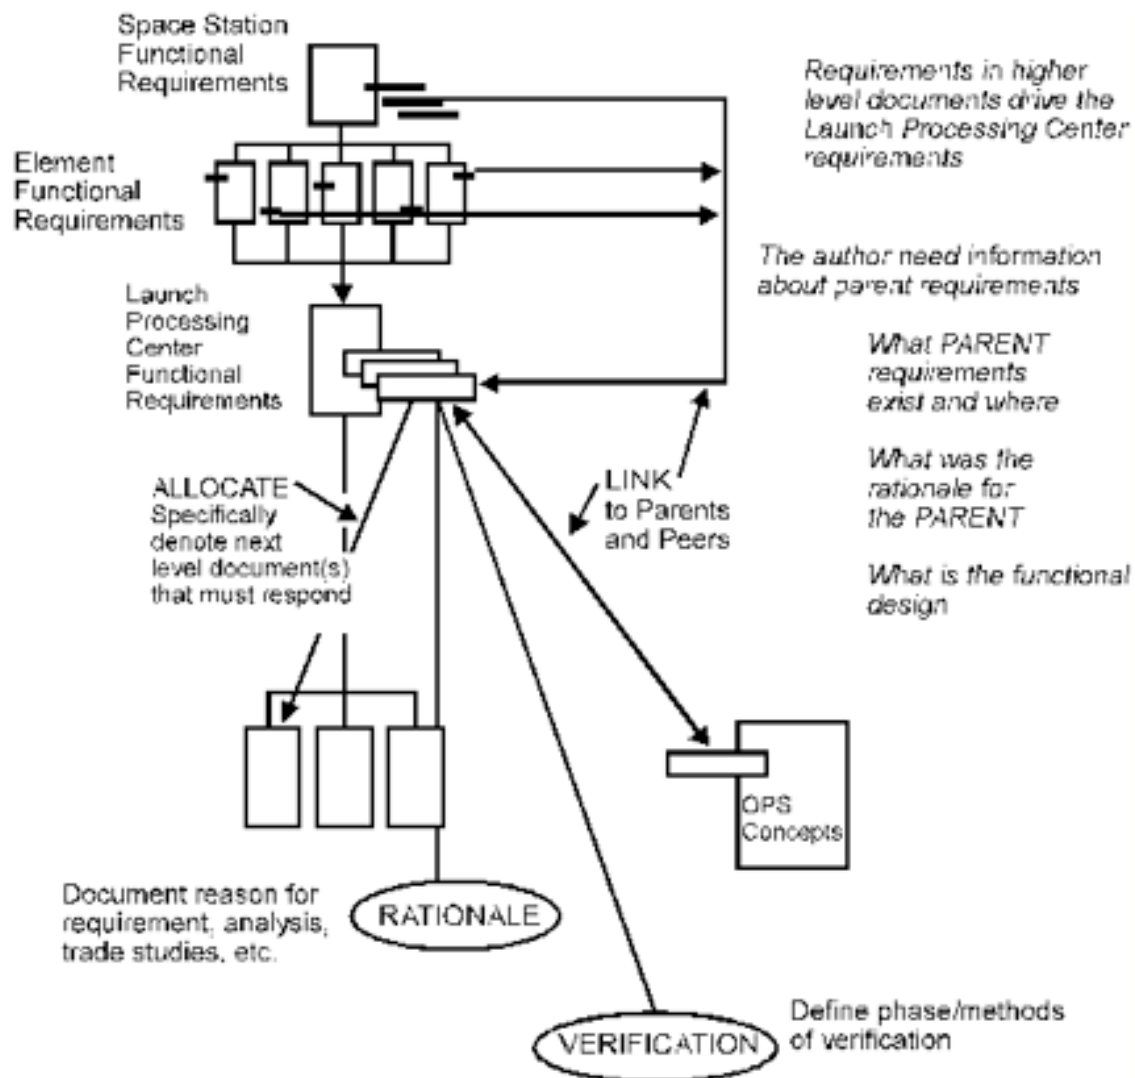 Space Station
Functional
Requirements
Requirements in higher
level documents drive the
Launch Processing Center
requirements
Element
Functional
Requirements
The author need information
about parent requirements
Launch
Processing
Center
Functional
Requirements
What PARENT
requirements
exist and where
What was the
rationale for
the PARENT
What is the functional
design
ALLOCATE
Specifically
denote next
level document(s)
that must respond
LINK
to Parents
and Peers
OPS
Concepts
Document reason for
requirement, analysis,
trade studies, etc.
RATIONALE
VERIFICATION
Define phase/methods
of verification